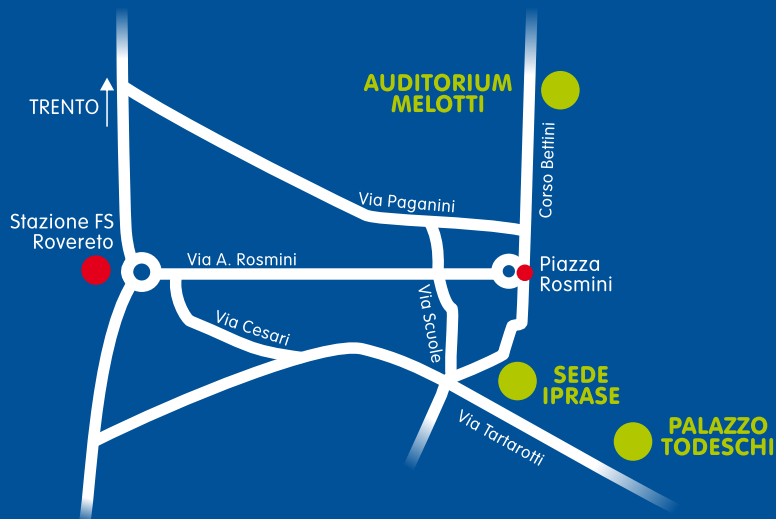 AUDITORIUM
MELOTTI
TRENTO
Corso Bettini
Via Paganini
Stazione FS
Rovereto
Via A. Rosmini
Piazza
Rosmini
Via Scuole
Via Cesari
SEDE
IPRASE
Via Tartarotti
PALAZZO
TODESCHI